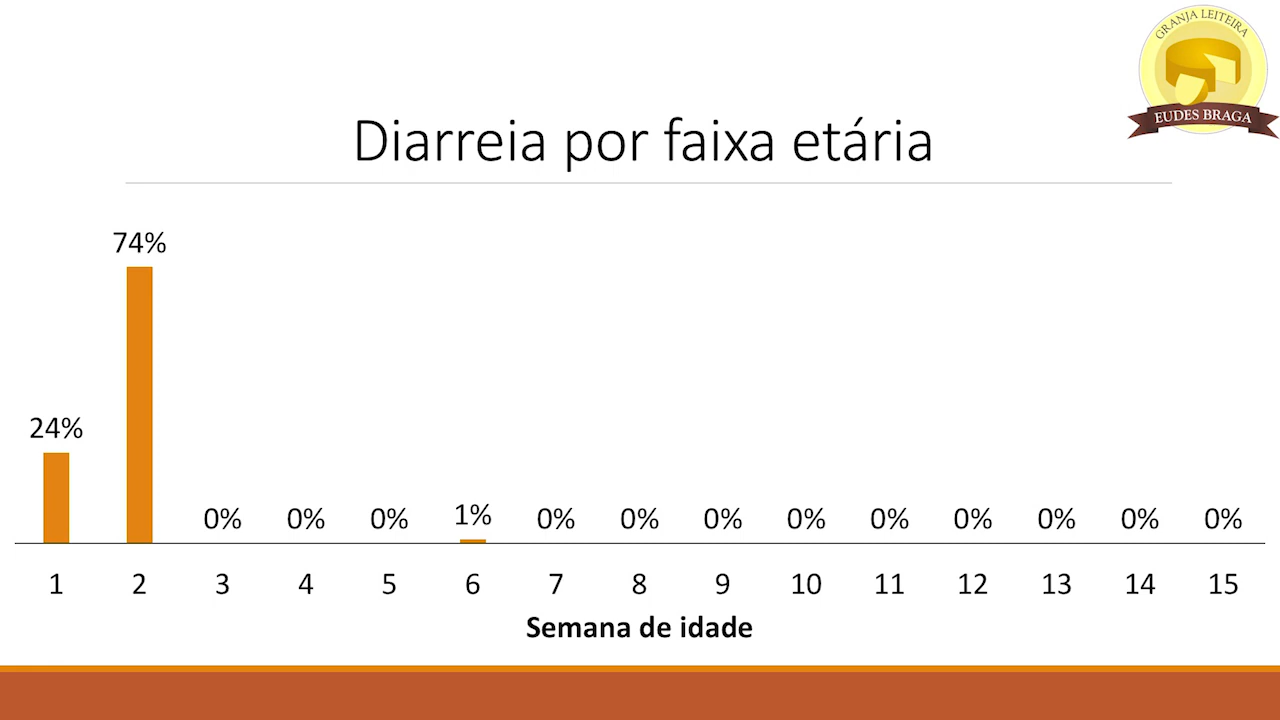 GRANJA LEITEIRA
EUDES BRAGA
Diarreia por faixa etária
74%
24%
0% 0% 0% 1% 0% 0% 0% 0% 0% 0% 0% 0% 0%
1 2 3 4 5 6 7 8 9 10 11 12 13 14 15
Semana de idade